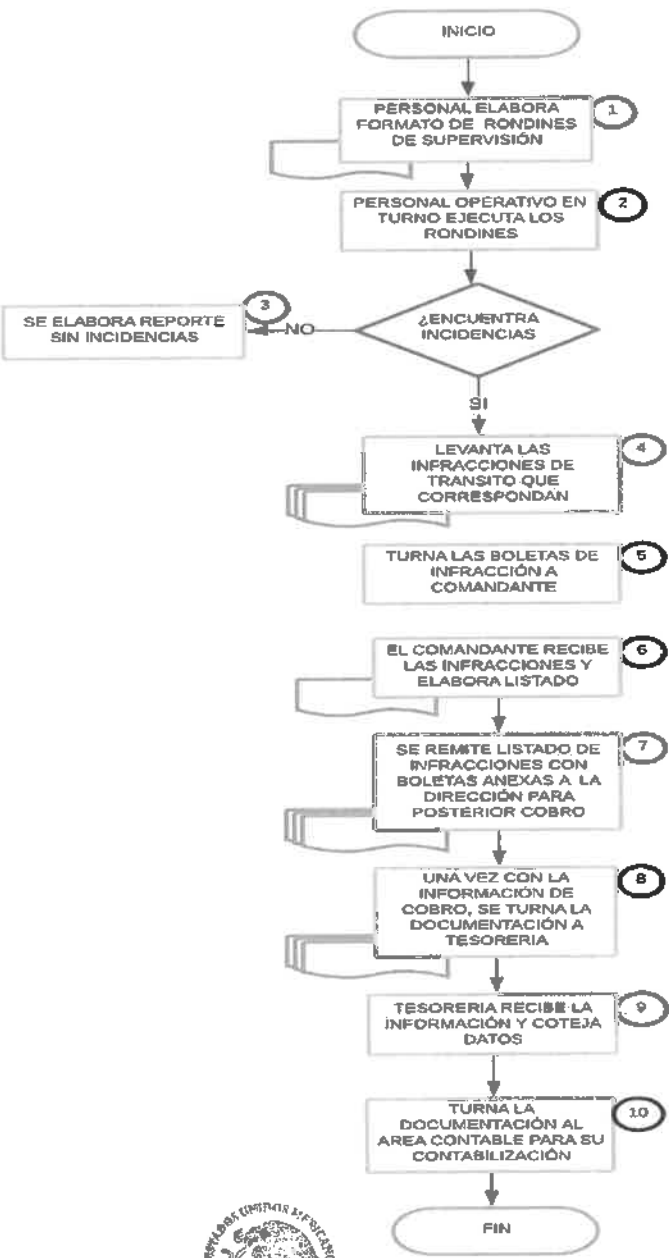 INICIO
1
PERSONAL ELABORA
FORMATO DE RONDINES
DE SUPERVISIÓN
2
PERSONAL OPERATIVO EN
TURNO EJECUTA LOS
RONDINES
3
SE ELABORA REPORTE
SIN INCIDENCIAS
NO
¿ENCUENTRA
INCIDENCIAS
SI
4
LEVANTA LAS
INFRACCIONES DE
TRANSITO QUE
CORRESPONDAN
5
TURNA LAS BOLETAS DE
INFRACCIÓN A
COMANDANTE
6
EL COMANDANTE RECIBE
LAS INFRACCIONES Y
ELABORA LISTADO
7
SE REMITE LISTADO DE
INFRACCIONES CON
BOLETAS ANEXAS A LA
DIRECCIÓN PARA
POSTERIOR COBRO
8
UNA VEZ CON LA
INFORMACIÓN DE
COBRO, SE TURNA LA
DOCUMENTACIÓN A
TESORERIA
9
TESORERIA RECIBE LA
INFORMACIÓN Y COTEJA
DATOS
10
TURNA LA
DOCUMENTACIÓN AL
AREA CONTABLE PARA SU
CONTABILIZACIÓN
FIN
UNIDOS